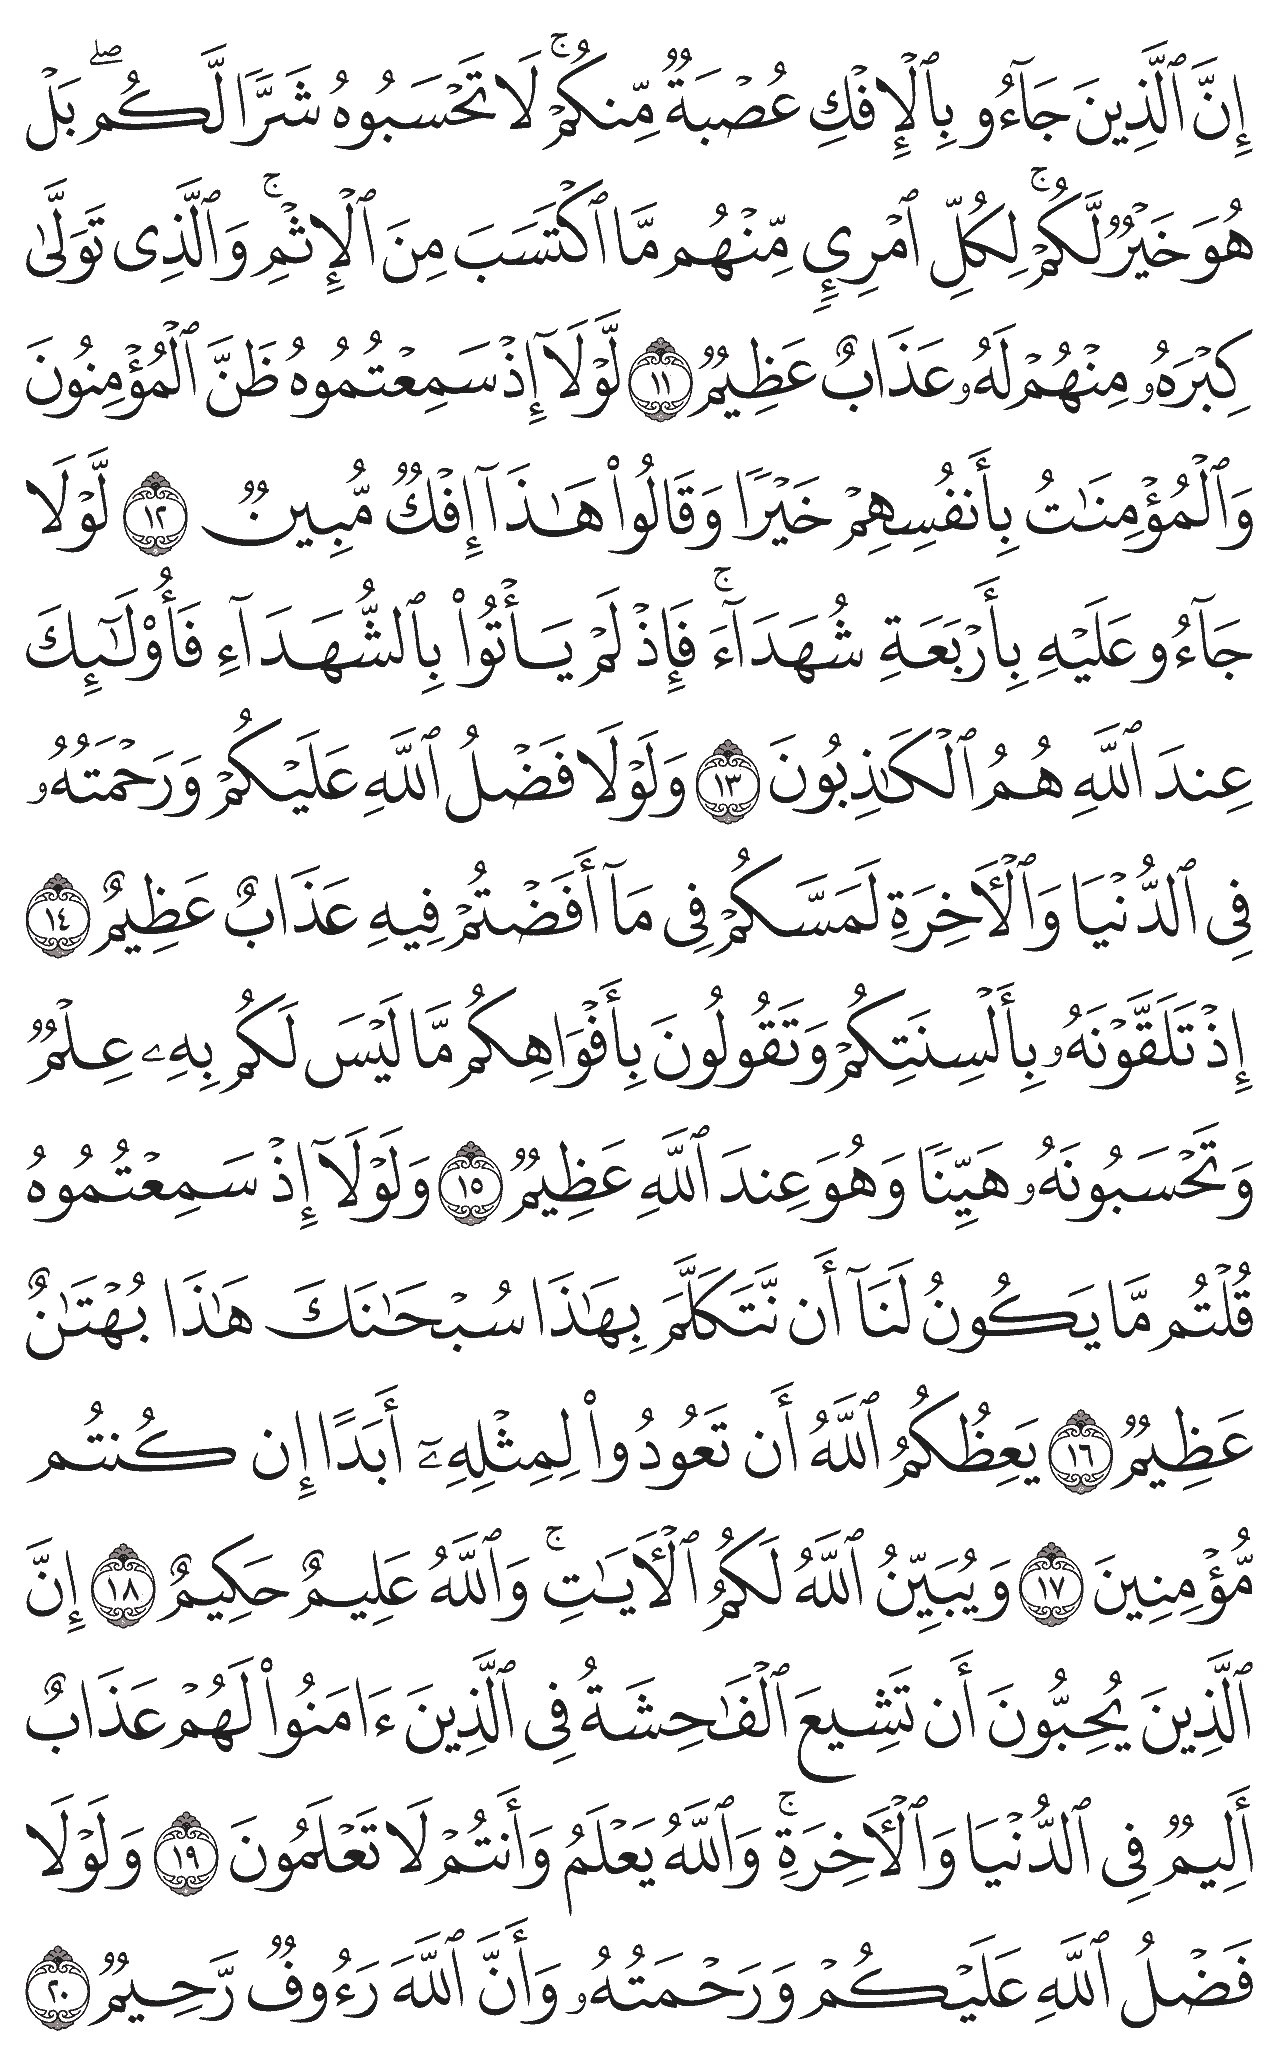 إِنَّ ٱلَّذِينَ جَآءُو بِٱلْإِفْكِ عُصْبَةٌ مِّنكُمْ ۚ لَا تَحْسَبُوهُ شَرًّا لَّكُم ۖ بَلْ
هُوَ خَيْرٌ لَّكُمْ ۚ لِكُلِّ ٱمْرِئٍ مِّنْهُم مَّا ٱكْتَسَبَ مِنَ ٱلْإِثْمِ ۚ وَٱلَّذِى تَوَلَّىٰ
كِبْرَهُۥ مِنْهُمْ لَهُۥ عَذَابٌ عَظِيمٌ ١١ لَّوْلَآ إِذْ سَمِعْتُمُوهُ ظَنَّ ٱلْمُؤْمِنُونَ
وَٱلْمُؤْمِنَٰتُ بِأَنفُسِهِمْ خَيْرًا وَقَالُوا۟ هَٰذَآ إِفْكٌ مُّبِينٌ ١٢ لَّوْلَا
جَآءُو عَلَيْهِ بِأَرْبَعَةِ شُهَدَآءَ ۚ فَإِذْ لَمْ يَأْتُوا۟ بِٱلشُّهَدَآءِ فَأُو۟لَٰٓئِكَ
عِندَ ٱللَّهِ هُمُ ٱلْكَٰذِبُونَ ١٣ وَلَوْلَا فَضْلُ ٱللَّهِ عَلَيْكُمْ وَرَحْمَتُهُۥ
فِى ٱلدُّنْيَا وَٱلْءَاخِرَةِ لَمَسَّكُمْ فِى مَآ أَفَضْتُمْ فِيهِ عَذَابٌ عَظِيمٌ ١٤
إِذْ تَلَقَّوْنَهُۥ بِأَلْسِنَتِكُمْ وَتَقُولُونَ بِأَفْوَاهِكُم مَّا لَيْسَ لَكُم بِهِۦ عِلْمٌ
وَتَحْسَبُونَهُۥ هَيِّنًا وَهُوَ عِندَ ٱللَّهِ عَظِيمٌ ١٥ وَلَوْلَآ إِذْ سَمِعْتُمُوهُ
قُلْتُم مَّا يَكُونُ لَنَآ أَن نَّتَكَلَّمَ بِهَٰذَا سُبْحَٰنَكَ هَٰذَا بُهْتَٰنٌ
عَظِيمٌ ١٦ يَعِظُكُمُ ٱللَّهُ أَن تَعُودُوا۟ لِمِثْلِهِۦٓ أَبَدًا إِن كُنتُم
مُّؤْمِنِينَ ١٧ وَيُبَيِّنُ ٱللَّهُ لَكُمُ ٱلْءَايَٰتِ ۚ وَٱللَّهُ عَلِيمٌ حَكِيمٌ ١٨ إِنَّ
ٱلَّذِينَ يُحِبُّونَ أَن تَشِيعَ ٱلْفَٰحِشَةُ فِى ٱلَّذِينَ ءَامَنُوا۟ لَهُمْ عَذَابٌ
أَلِيمٌ فِى ٱلدُّنْيَا وَٱلْءَاخِرَةِ ۚ وَٱللَّهُ يَعْلَمُ وَأَنتُمْ لَا تَعْلَمُونَ ١٩ وَلَوْلَا
فَضْلُ ٱللَّهِ عَلَيْكُمْ وَرَحْمَتُهُۥ وَأَنَّ ٱللَّهَ رَءُوفٌ رَّحِيمٌ ٢٠